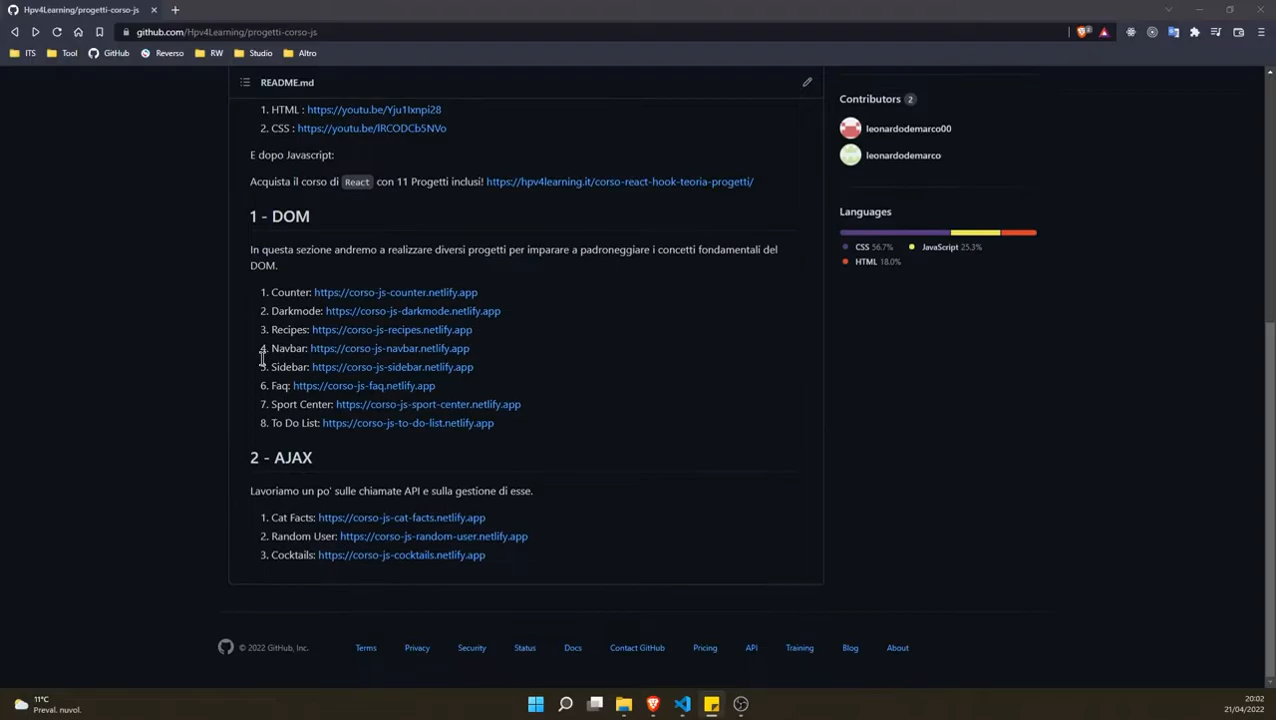 Hpv4Learning/progetti-corso-js
github.com/Hpv4Learning/progetti-corso-js
ITS
Tool
GitHub
Reverso
RW
Studio
Altro
README.md
1. HTML : https://youtu.be/Yju1Ixnpi28
2. CSS : https://youtu.be/lRCODCb5NVo
E dopo Javascript:
Acquista il corso di React con 11 Progetti inclusi! https://hpv4learning.it/corso-react-hook-teoria-progetti/
1 - DOM
In questa sezione andremo a realizzare diversi progetti per imparare a padroneggiare i concetti fondamentali del
DOM.
1. Counter: https://corso-js-counter.netlify.app
2. Darkmode: https://corso-js-darkmode.netlify.app
3. Recipes: https://corso-js-recipes.netlify.app
4. Navbar: https://corso-js-navbar.netlify.app
5. Sidebar: https://corso-js-sidebar.netlify.app
6. Faq: https://corso-js-faq.netlify.app
7. Sport Center: https://corso-js-sport-center.netlify.app
8. To Do List: https://corso-js-to-do-list.netlify.app
2 - AJAX
Lavoriamo un po' sulle chiamate API e sulla gestione di esse.
1. Cat Facts: https://corso-js-cat-facts.netlify.app
2. Random User: https://corso-js-random-user.netlify.app
3. Cocktails: https://corso-js-cocktails.netlify.app
Contributors 2
leonardodemarco00
leonardodemarco
Languages
CSS 56.7%
JavaScript 25.3%
HTML 18.0%
© 2022 GitHub, Inc.
Terms
Privacy
Security
Status
Docs
Contact GitHub
Pricing
API
Training
Blog
About
11°C
Preval. nuvol.
20:02
21/04/2022